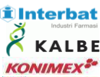 Interbat
Industri Farmasi
KALBE
KONIMEX